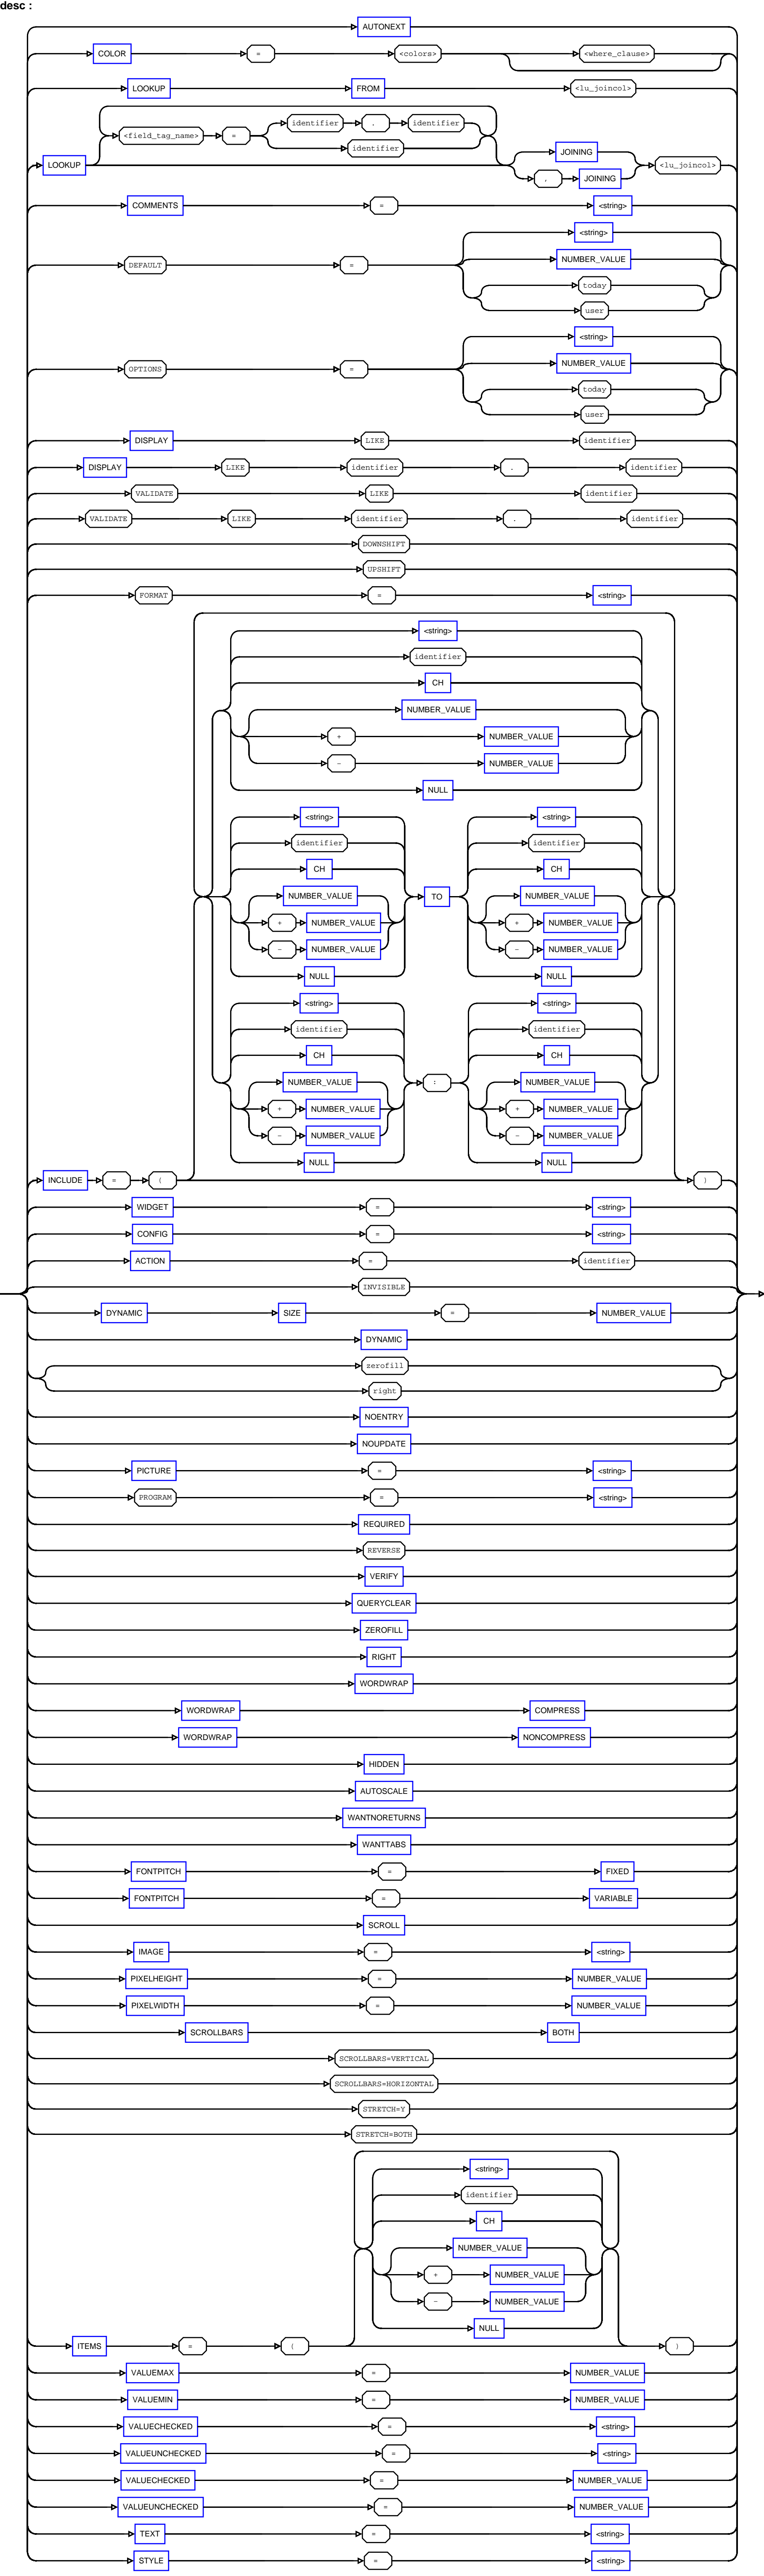 desc :
AUTONEXT
COLOR = <colors> <where_clause>
LOOKUP FROM <lu_joincol>
identifier . identifier
<field_tag_name> =
identifier
JOINING
LOOKUP <lu_joincol>
, JOINING
COMMENTS = <string>
<string>
NUMBER_VALUE
DEFAULT =
today
user
<string>
NUMBER_VALUE
OPTIONS =
today
user
DISPLAY LIKE identifier
DISPLAY LIKE identifier . identifier
VALIDATE LIKE identifier
VALIDATE LIKE identifier . identifier
DOWNSHIFT
UPSHIFT
FORMAT = <string>
<string>
identifier
CH
NUMBER_VALUE
+ NUMBER_VALUE
- NUMBER_VALUE
NULL
<string> <string>
identifier identifier
CH CH
NUMBER_VALUE TO NUMBER_VALUE
+ NUMBER_VALUE + NUMBER_VALUE
- NUMBER_VALUE - NUMBER_VALUE
NULL NULL
<string> <string>
identifier identifier
CH CH
NUMBER_VALUE : NUMBER_VALUE
+ NUMBER_VALUE + NUMBER_VALUE
- NUMBER_VALUE - NUMBER_VALUE
NULL NULL
INCLUDE = ( )
WIDGET = <string>
CONFIG = <string>
ACTION = identifier
INVISIBLE
DYNAMIC SIZE = NUMBER_VALUE
DYNAMIC
zerofill
right
NOENTRY
NOUPDATE
PICTURE = <string>
PROGRAM = <string>
REQUIRED
REVERSE
VERIFY
QUERYCLEAR
ZEROFILL
RIGHT
WORDWRAP
WORDWRAP COMPRESS
WORDWRAP NONCOMPRESS
HIDDEN
AUTOSCALE
WANTNORETURNS
WANTTABS
FONTPITCH = FIXED
FONTPITCH = VARIABLE
SCROLL
IMAGE = <string>
PIXELHEIGHT = NUMBER_VALUE
PIXELWIDTH = NUMBER_VALUE
SCROLLBARS BOTH
SCROLLBARS=VERTICAL
SCROLLBARS=HORIZONTAL
STRETCH=Y
STRETCH=BOTH
<string>
identifier
CH
NUMBER_VALUE
+ NUMBER_VALUE
- NUMBER_VALUE
NULL
ITEMS = ( )
VALUEMAX = NUMBER_VALUE
VALUEMIN = NUMBER_VALUE
VALUECHECKED = <string>
VALUEUNCHECKED = <string>
VALUECHECKED = NUMBER_VALUE
VALUEUNCHECKED = NUMBER_VALUE
TEXT = <string>
STYLE = <string>